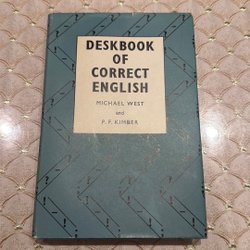 DESKBOOK
OF
CORRECT
ENGLISH
MICHAEL WEST
and
P. F. KIMBER